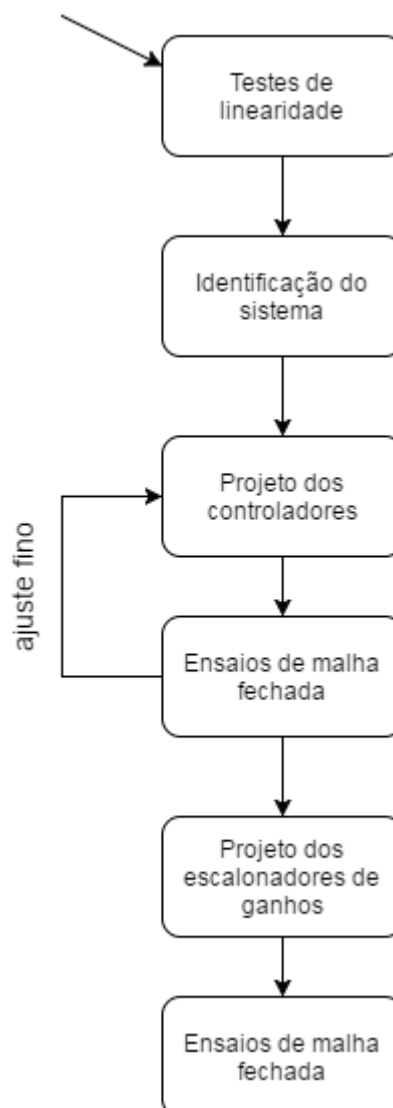 Testes de
linearidade
Identificação do
sistema
Projeto dos
controladores
ajuste fino
Ensaios de malha
fechada
Projeto dos
escalonadores de
ganhos
Ensaios de malha
fechada